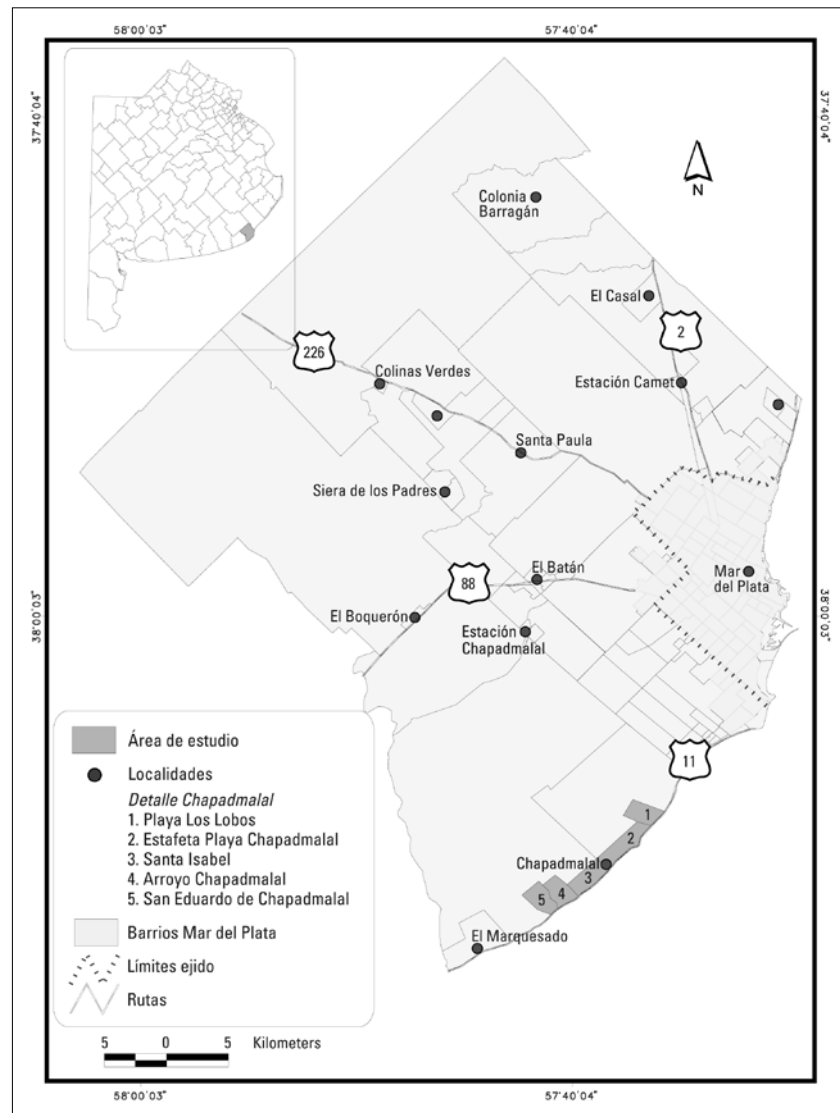 58°00'03"
57°40'04"
37°40'04"
37°40'04"
N
Colonia
Barragán
El Casal
2
226
Colinas Verdes
Estación Camet
Santa Paula
Siera de los Padres
El Batán
88
Mar
del Plata
38°00'03"
38°00'03"
El Boquerón
Estación
Chapadmalal
11
1
2
Chapadmalal
3
4
5
El Marquesado
Área de estudio
Localidades
Detalle Chapadmalal
1. Playa Los Lobos
2. Estafeta Playa Chapadmalal
3. Santa Isabel
4. Arroyo Chapadmalal
5. San Eduardo de Chapadmalal
Barrios Mar del Plata
Límites ejido
Rutas
5 0 5 Kilometers
58°00'03"
57°40'04"